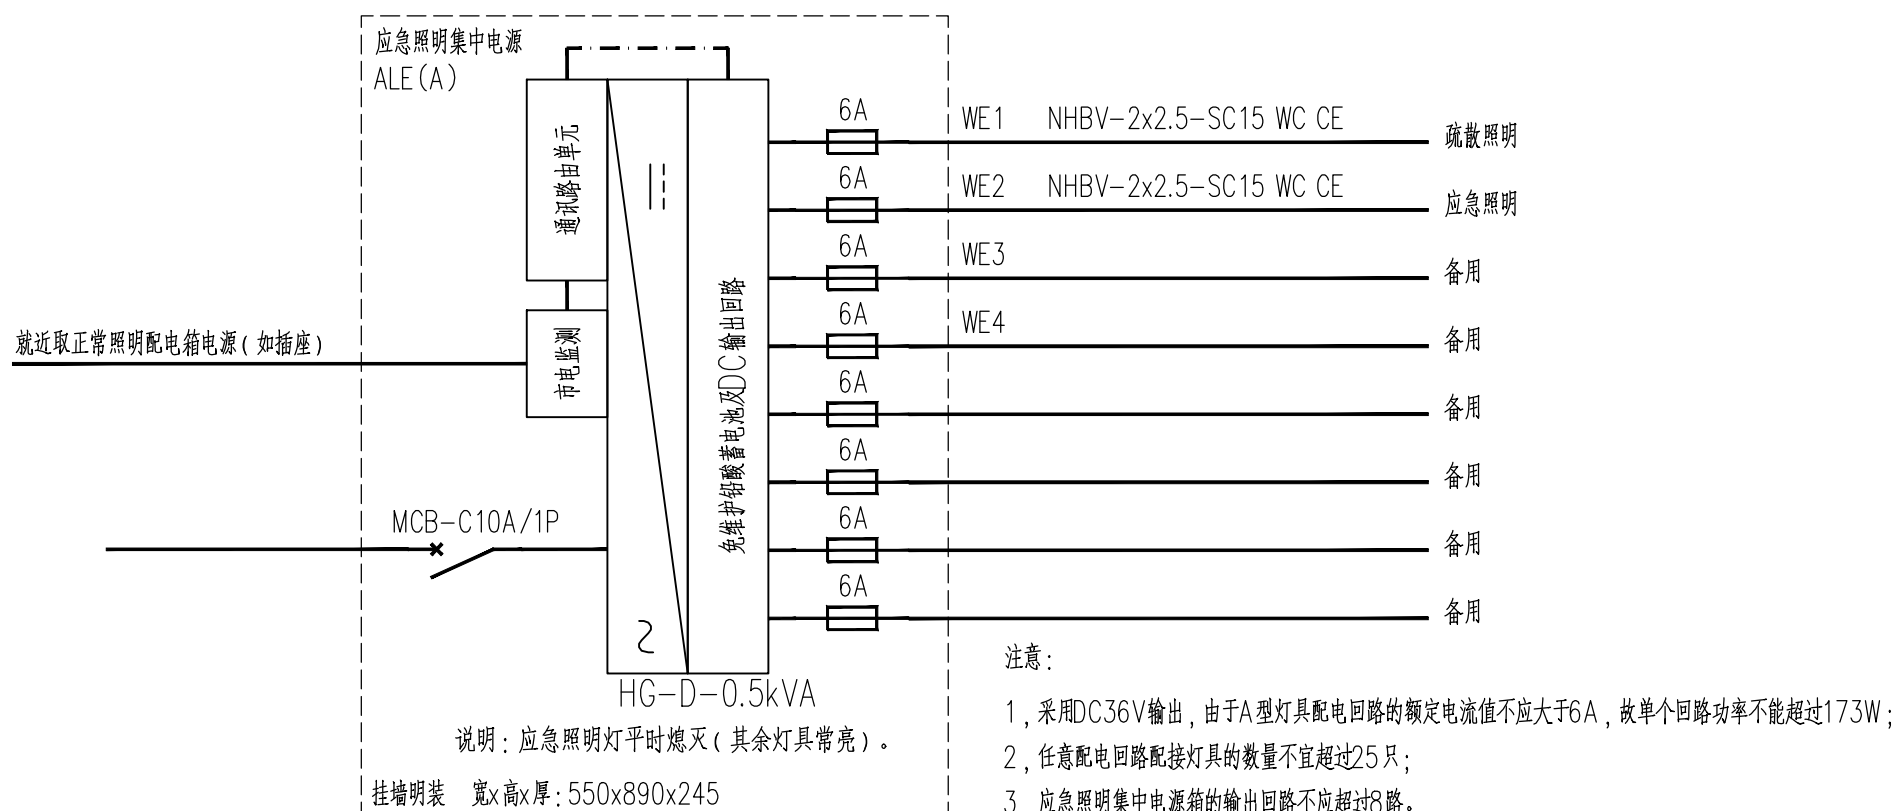 应急照明集中电源
ALE(A)
通讯路由单元
市电监测
免维护铅酸蓄电池及DC输出回路
就近取正常照明配电箱电源(如插座)
MCB-C10A/1P
6A WE1 NHBV-2x2.5-SC15 WC CE 疏散照明
6A WE2 NHBV-2x2.5-SC15 WC CE 应急照明
6A WE3 备用
6A WE4 备用
6A 备用
6A 备用
6A 备用
6A 备用
HG-D-0.5kVA
说明:应急照明灯平时熄灭(其余灯具常亮)。
挂墙明装 宽x高x厚:550x890x245
注意:
1,采用DC36V输出,由于A型灯具配电回路的额定电流值不应大于6A,故单个回路功率不能超过173W;
2,任意配电回路配接灯具的数量不宜超过25只;
3 应急照明集中电源箱的输出回路不应超过8路。